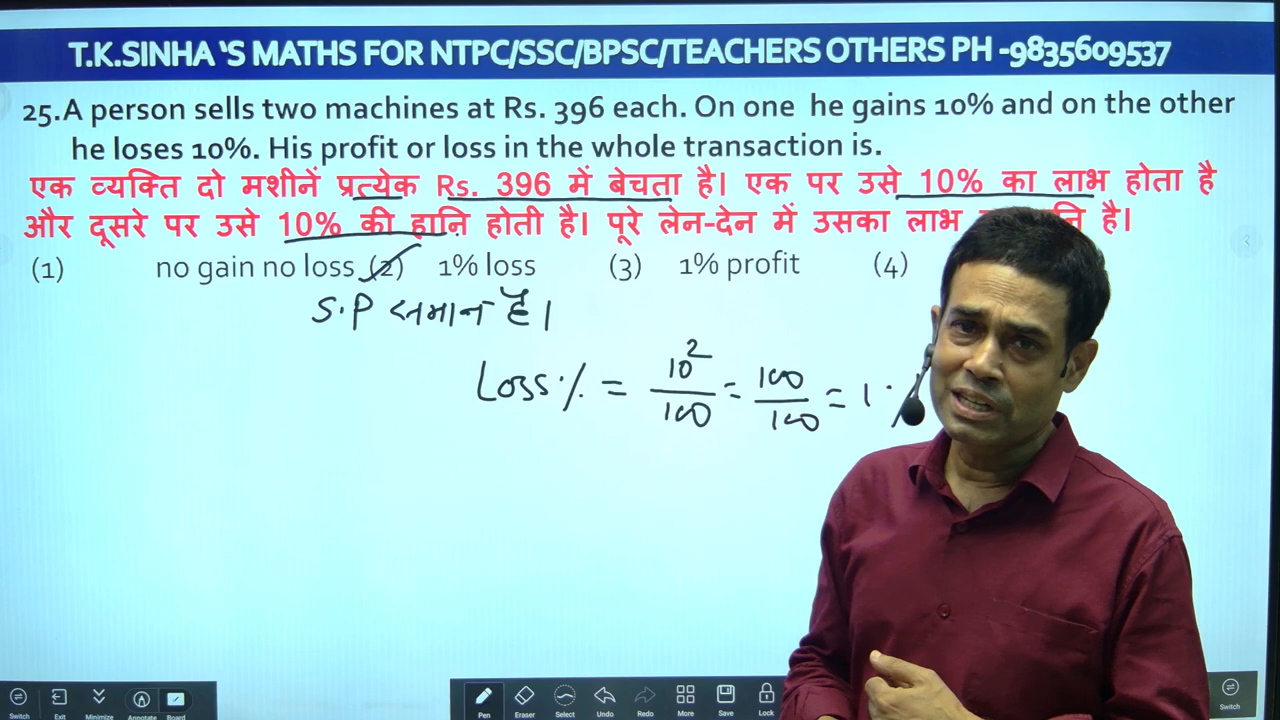 T.K.SINHA 'S MATHS FOR NTPC/SSC/BPSC/TEACHERS OTHERS PH -9835609537
25.A person sells two machines at Rs. 396 each. On one he gains 10% and on the other
he loses 10%. His profit or loss in the whole transaction is.
एक व्यक्ति दो मशीनें प्रत्येक Rs. 396 में बेचता है। एक पर उसे 10% का लाभ होता है
और दूसरे पर उसे 10% की हानि होती है। पूरे लेन-देन में उसका लाभ है।
(1) no gain no loss (2) 1% loss (3) 1% profit (4)
S.P समान है।
Loss % = 10²/100 = 100/100 = 1 %
Switch Exit Minimize Annotate Board Pen Eraser Select Undo Redo More Save Lock Switch